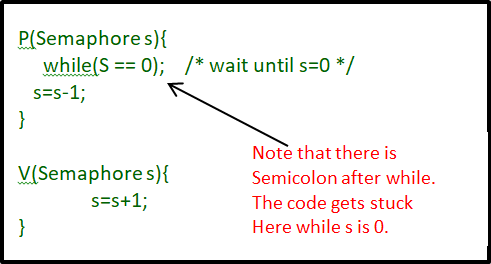 P(Semaphore s){
while(S == 0); /* wait until s=0 */
s=s-1;
}
V(Semaphore s){
s=s+1;
}
Note that there is
Semicolon after while.
The code gets stuck
Here while s is 0.